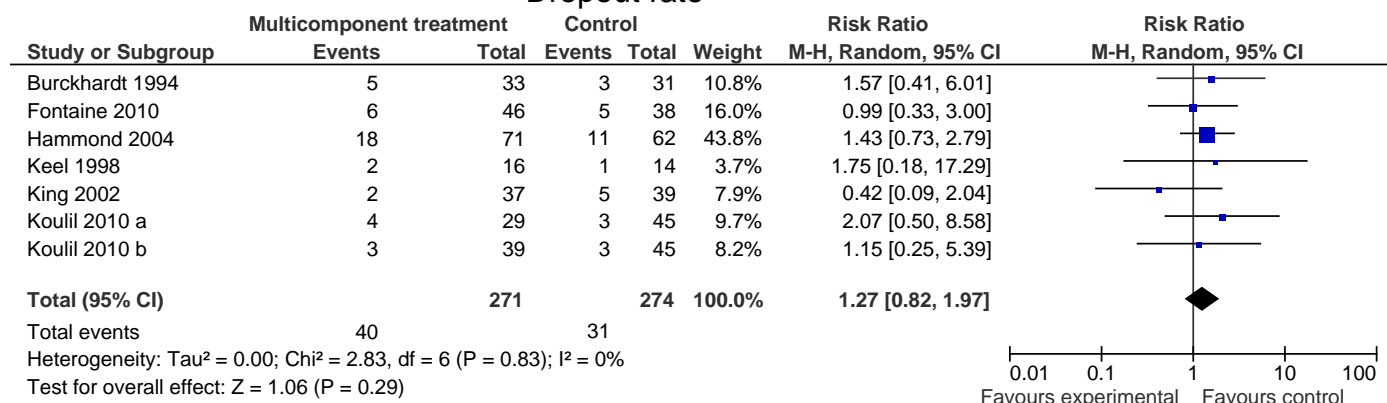 Dropout rate
Multicomponent treatment Control Risk Ratio Risk Ratio
Study or Subgroup Events Total Events Total Weight M-H, Random, 95% CI M-H, Random, 95% CI
Burckhardt 1994 5 33 3 31 10.8% 1.57 [0.41, 6.01]
Fontaine 2010 6 46 5 38 16.0% 0.99 [0.33, 3.00]
Hammond 2004 18 71 11 62 43.8% 1.43 [0.73, 2.79]
Keel 1998 2 16 1 14 3.7% 1.75 [0.18, 17.29]
King 2002 2 37 5 39 7.9% 0.42 [0.09, 2.04]
Koulil 2010 a 4 29 3 45 9.7% 2.07 [0.50, 8.58]
Koulil 2010 b 3 39 3 45 8.2% 1.15 [0.25, 5.39]
Total (95% CI) 271 274 100.0% 1.27 [0.82, 1.97]
Total events 40 31
Heterogeneity: Tau² = 0.00; Chi² = 2.83, df = 6 (P = 0.83); I² = 0%
Test for overall effect: Z = 1.06 (P = 0.29)
0.01 0.1 1 10 100
Favours experimental Favours control